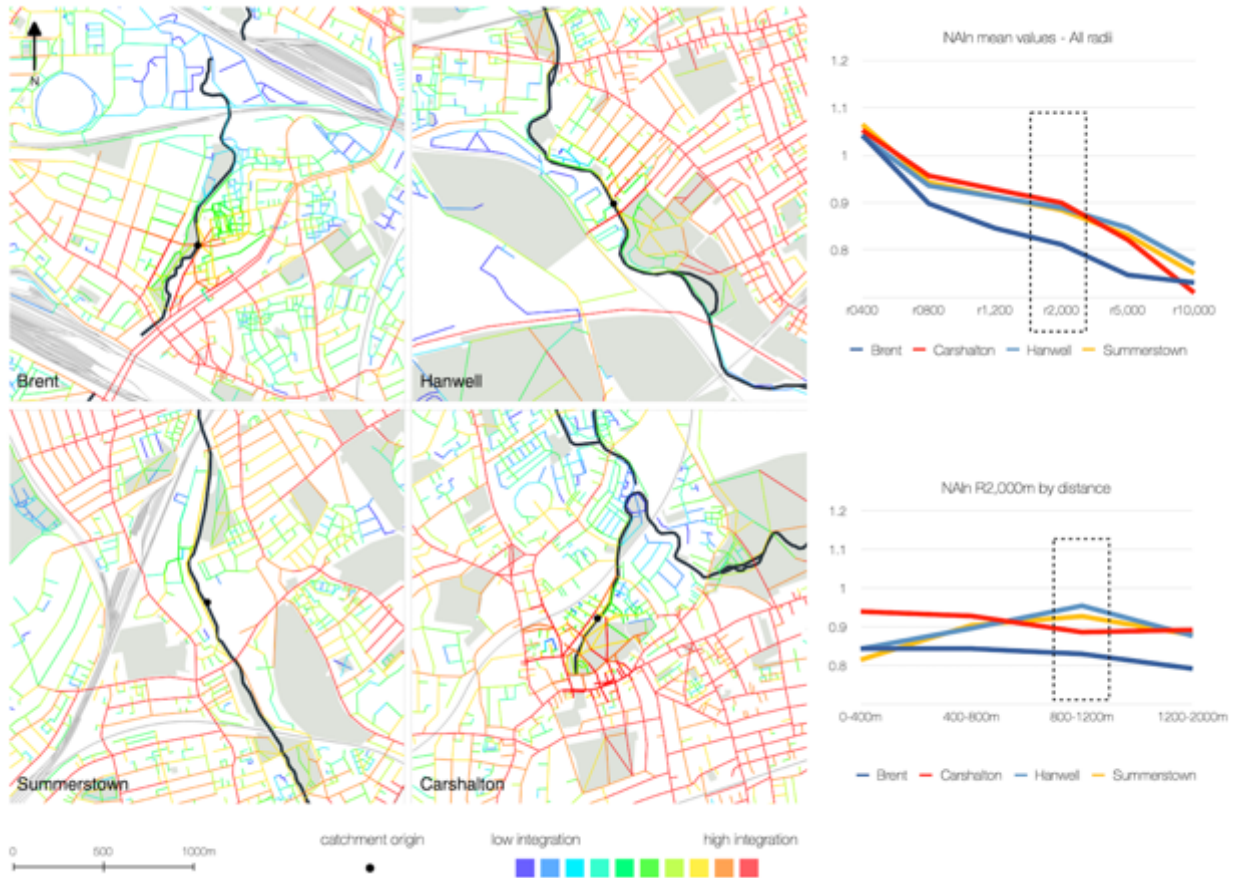 N
Brent
Hanwell
Summerstown
Carshalton
0 500 1000m
catchment origin
low integration high integration
NAIn mean values - All radii
1.2
1.1
1
0.9
0.8
r0400 r0800 r1,200 r2,000 r5,000 r10,000
Brent Carshalton Hanwell Summerstown
NAIn R2,000m by distance
1.2
1.1
1
0.9
0.8
0-400m 400-800m 800-1200m 1200-2000m
Brent Carshalton Hanwell Summerstown